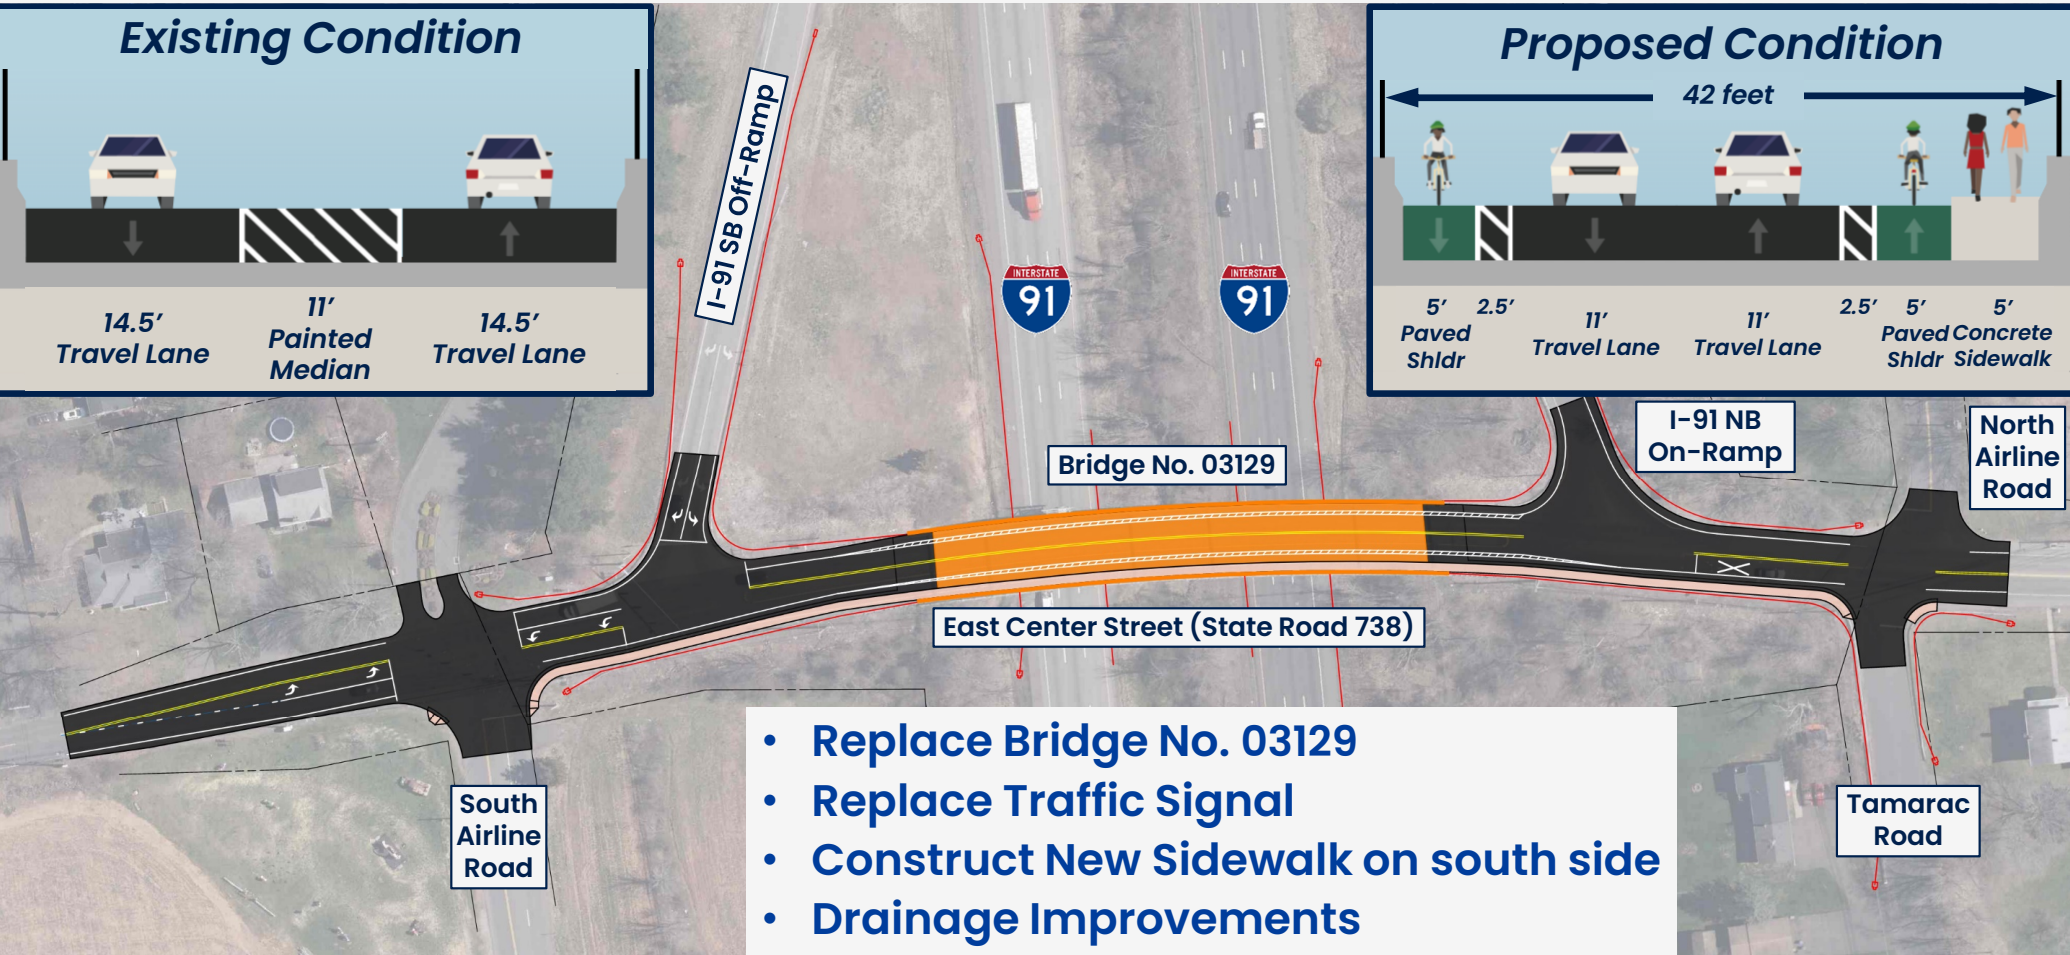 Existing Condition
14.5’
Travel Lane
11’
Painted
Median
14.5’
Travel Lane
Proposed Condition
42 feet
5’
Paved
Shldr
2.5’
11’
Travel Lane
11’
Travel Lane
2.5’
5’
Paved
Shldr
5’
Concrete
Sidewalk
I-91 SB Off-Ramp
INTERSTATE
91
INTERSTATE
91
Bridge No. 03129
I-91 NB
On-Ramp
North
Airline
Road
East Center Street (State Road 738)
South
Airline
Road
Tamarac
Road
• Replace Bridge No. 03129
• Replace Traffic Signal
• Construct New Sidewalk on south side
• Drainage Improvements